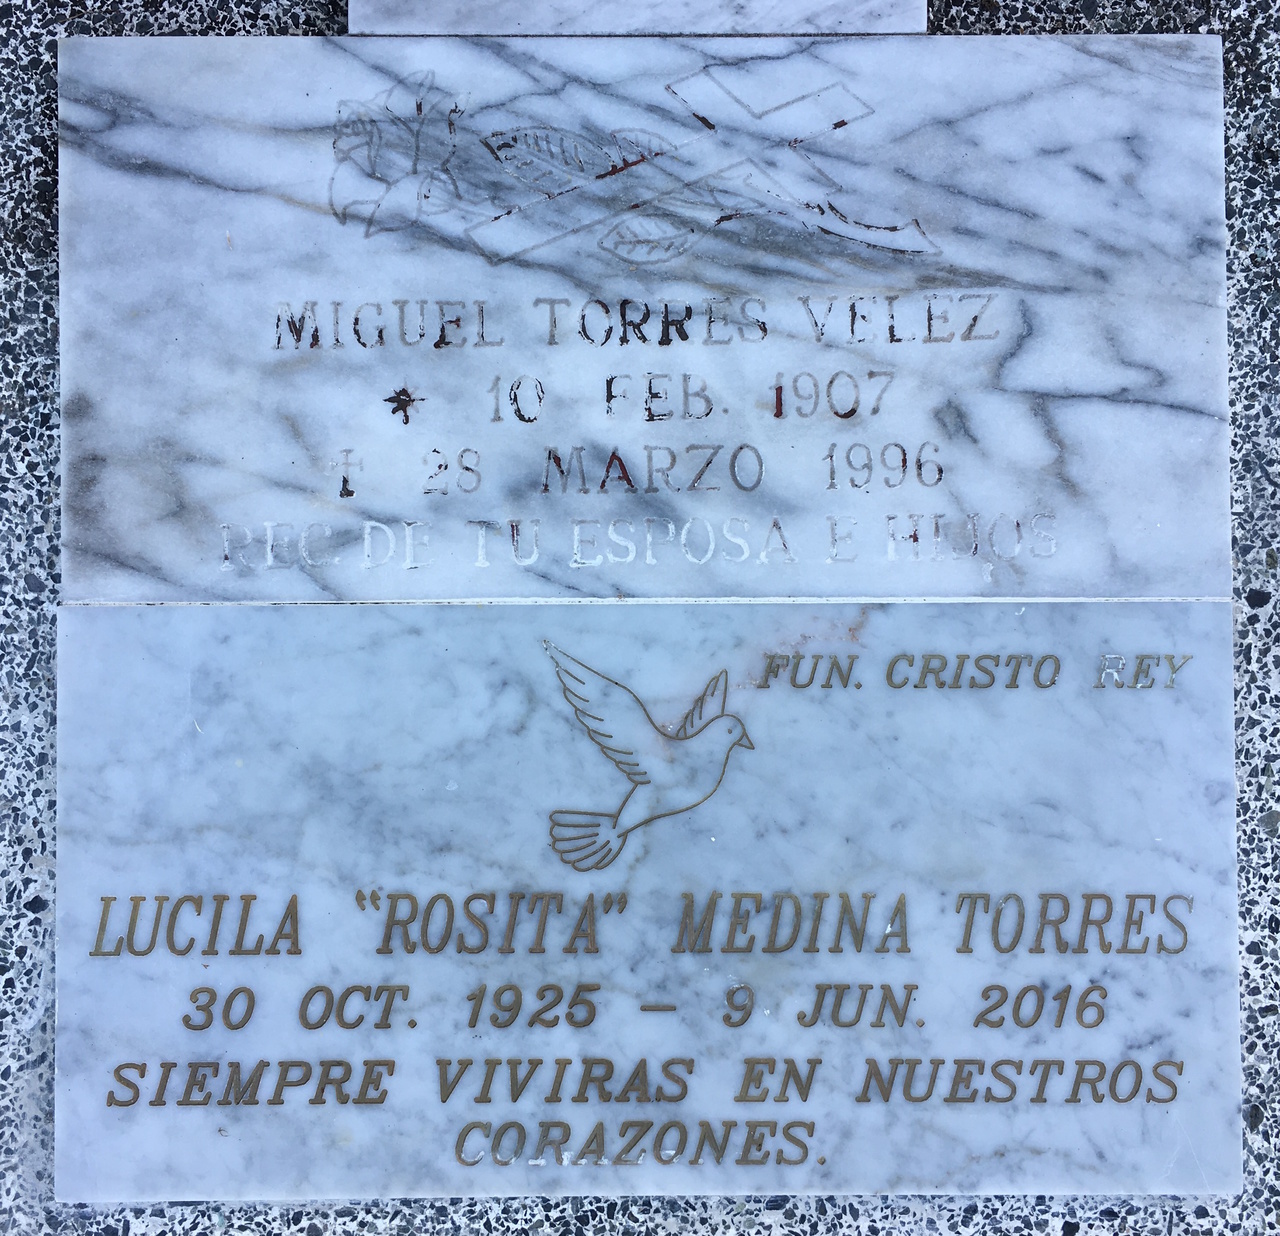 MIGUEL TORRES VELEZ
* 10 FEB. 1907
† 28 MARZO 1996
REC. DE TU ESPOSA E HIJOS
FUN. CRISTO REY
LUCILA “ROSITA” MEDINA TORRES
30 OCT. 1925 – 9 JUN. 2016
SIEMPRE VIVIRAS EN NUESTROS
CORAZONES.